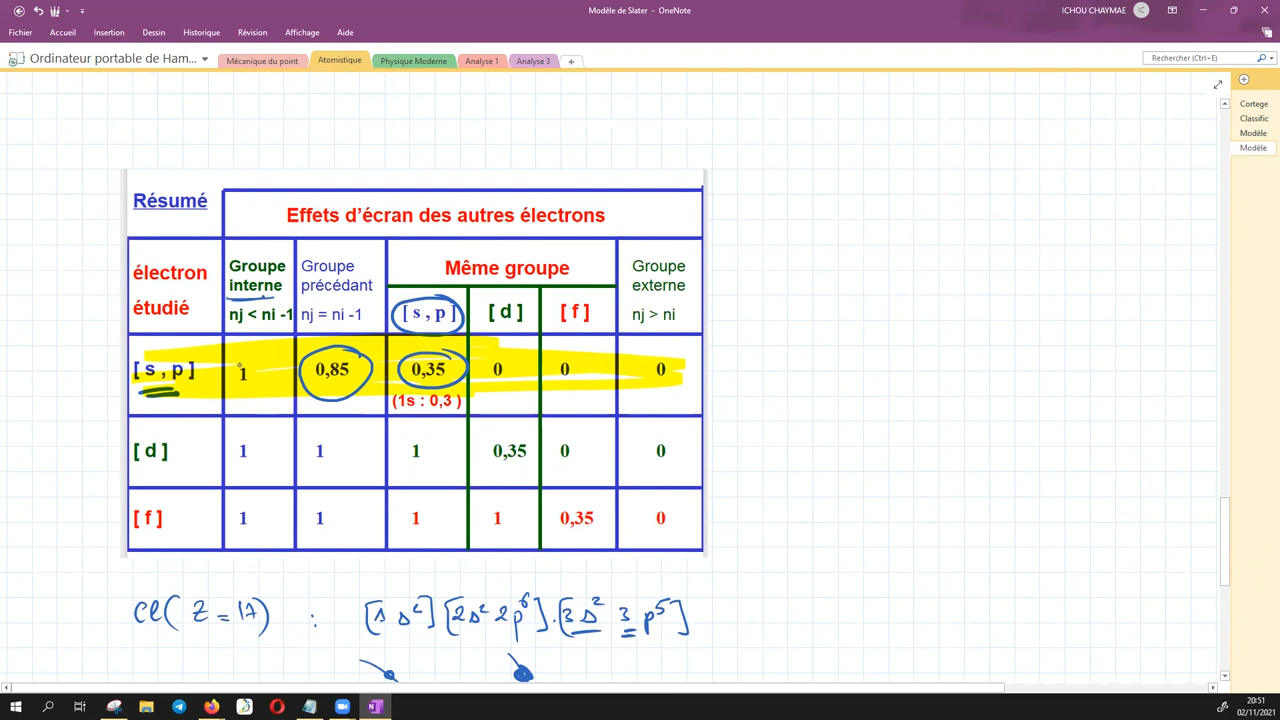 Modèle de Slater - OneNote
ICHOU CHAYMAE IC
Fichier Accueil Insertion Dessin Historique Révision Affichage Aide
Ordinateur portable de Ham... Mécanique du point Atomistique Physique Moderne Analyse 1 Analyse 3 Rechercher (Ctrl+E)
Cortege
Classific
Modèle
Modèle
Résumé
Effets d'écran des autres électrons
électron étudié
Groupe interne
nj < ni -1
Groupe précédant
nj = ni -1
Même groupe
[ s , p ] [ d ] [ f ]
Groupe externe
nj > ni
[ s , p ] 1 0,85 0,35 0 0 0
(1s : 0,3 )
[ d ] 1 1 1 0,35 0 0
[ f ] 1 1 1 1 0,35 0
Cl( Z = 17) : [1s²] [2s² 2p⁶].[3s² 3p⁵]
20:51
02/11/2021